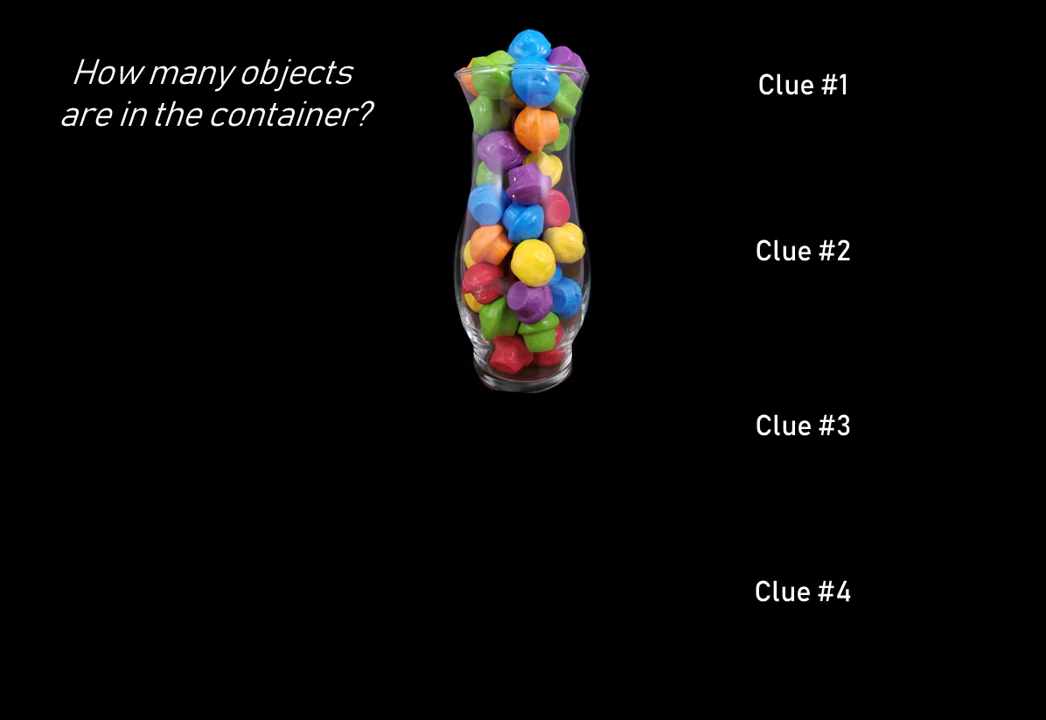 How many objects
are in the container?
Clue #1
Clue #2
Clue #3
Clue #4